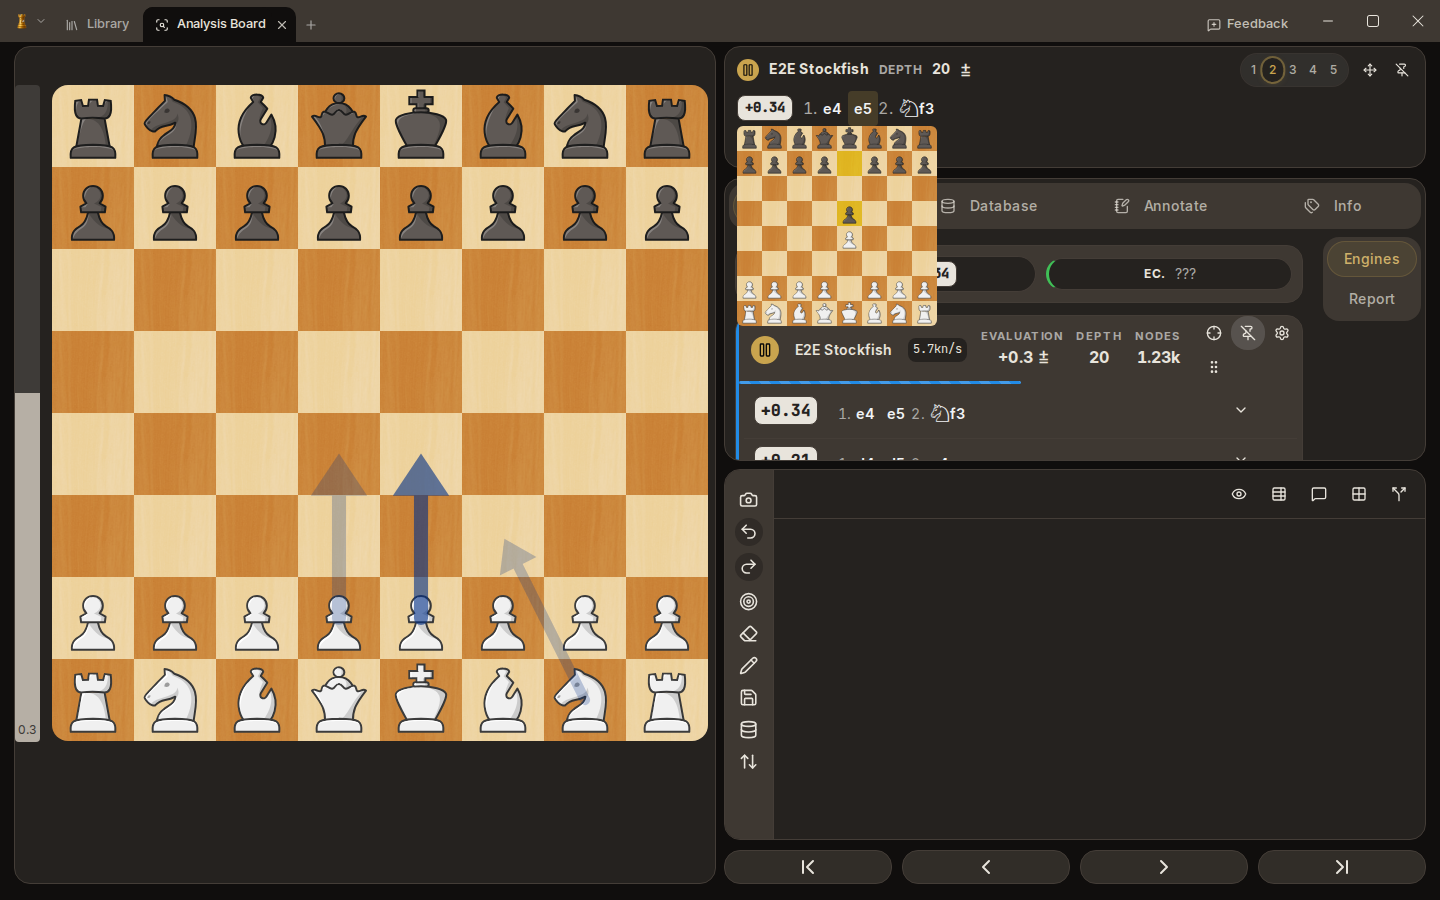 Library
Analysis Board
Feedback
E2E Stockfish DEPTH 20 ±
1 2 3 4 5
+0.34 1. e4 e5 2. ♘f3
Database
Annotate
Info
34
EC. ???
Engines
Report
E2E Stockfish
5.7kn/s
EVALUATION DEPTH NODES
+0.3 ± 20 1.23k
+0.34 1. e4 e5 2. ♘f3
0.3